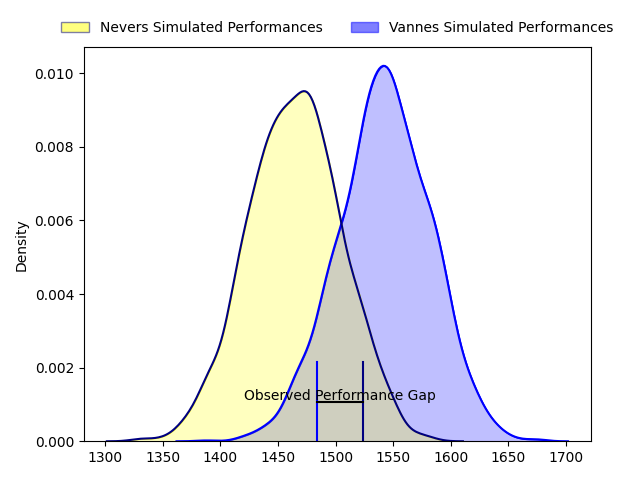 Nevers Simulated Performances Vannes Simulated Performances
0.010
0.008
0.006
0.004
0.002
0.000
Density
Observed Performance Gap
1300 1350 1400 1450 1500 1550 1600 1650 1700